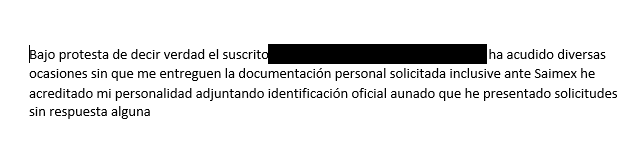 Bajo protesta de decir verdad el suscrito ha acudido diversas
ocasiones sin que me entreguen la documentación personal solicitada inclusive ante Saimex he
acreditado mi personalidad adjuntando identificación oficial aunado que he presentado solicitudes
sin respuesta alguna